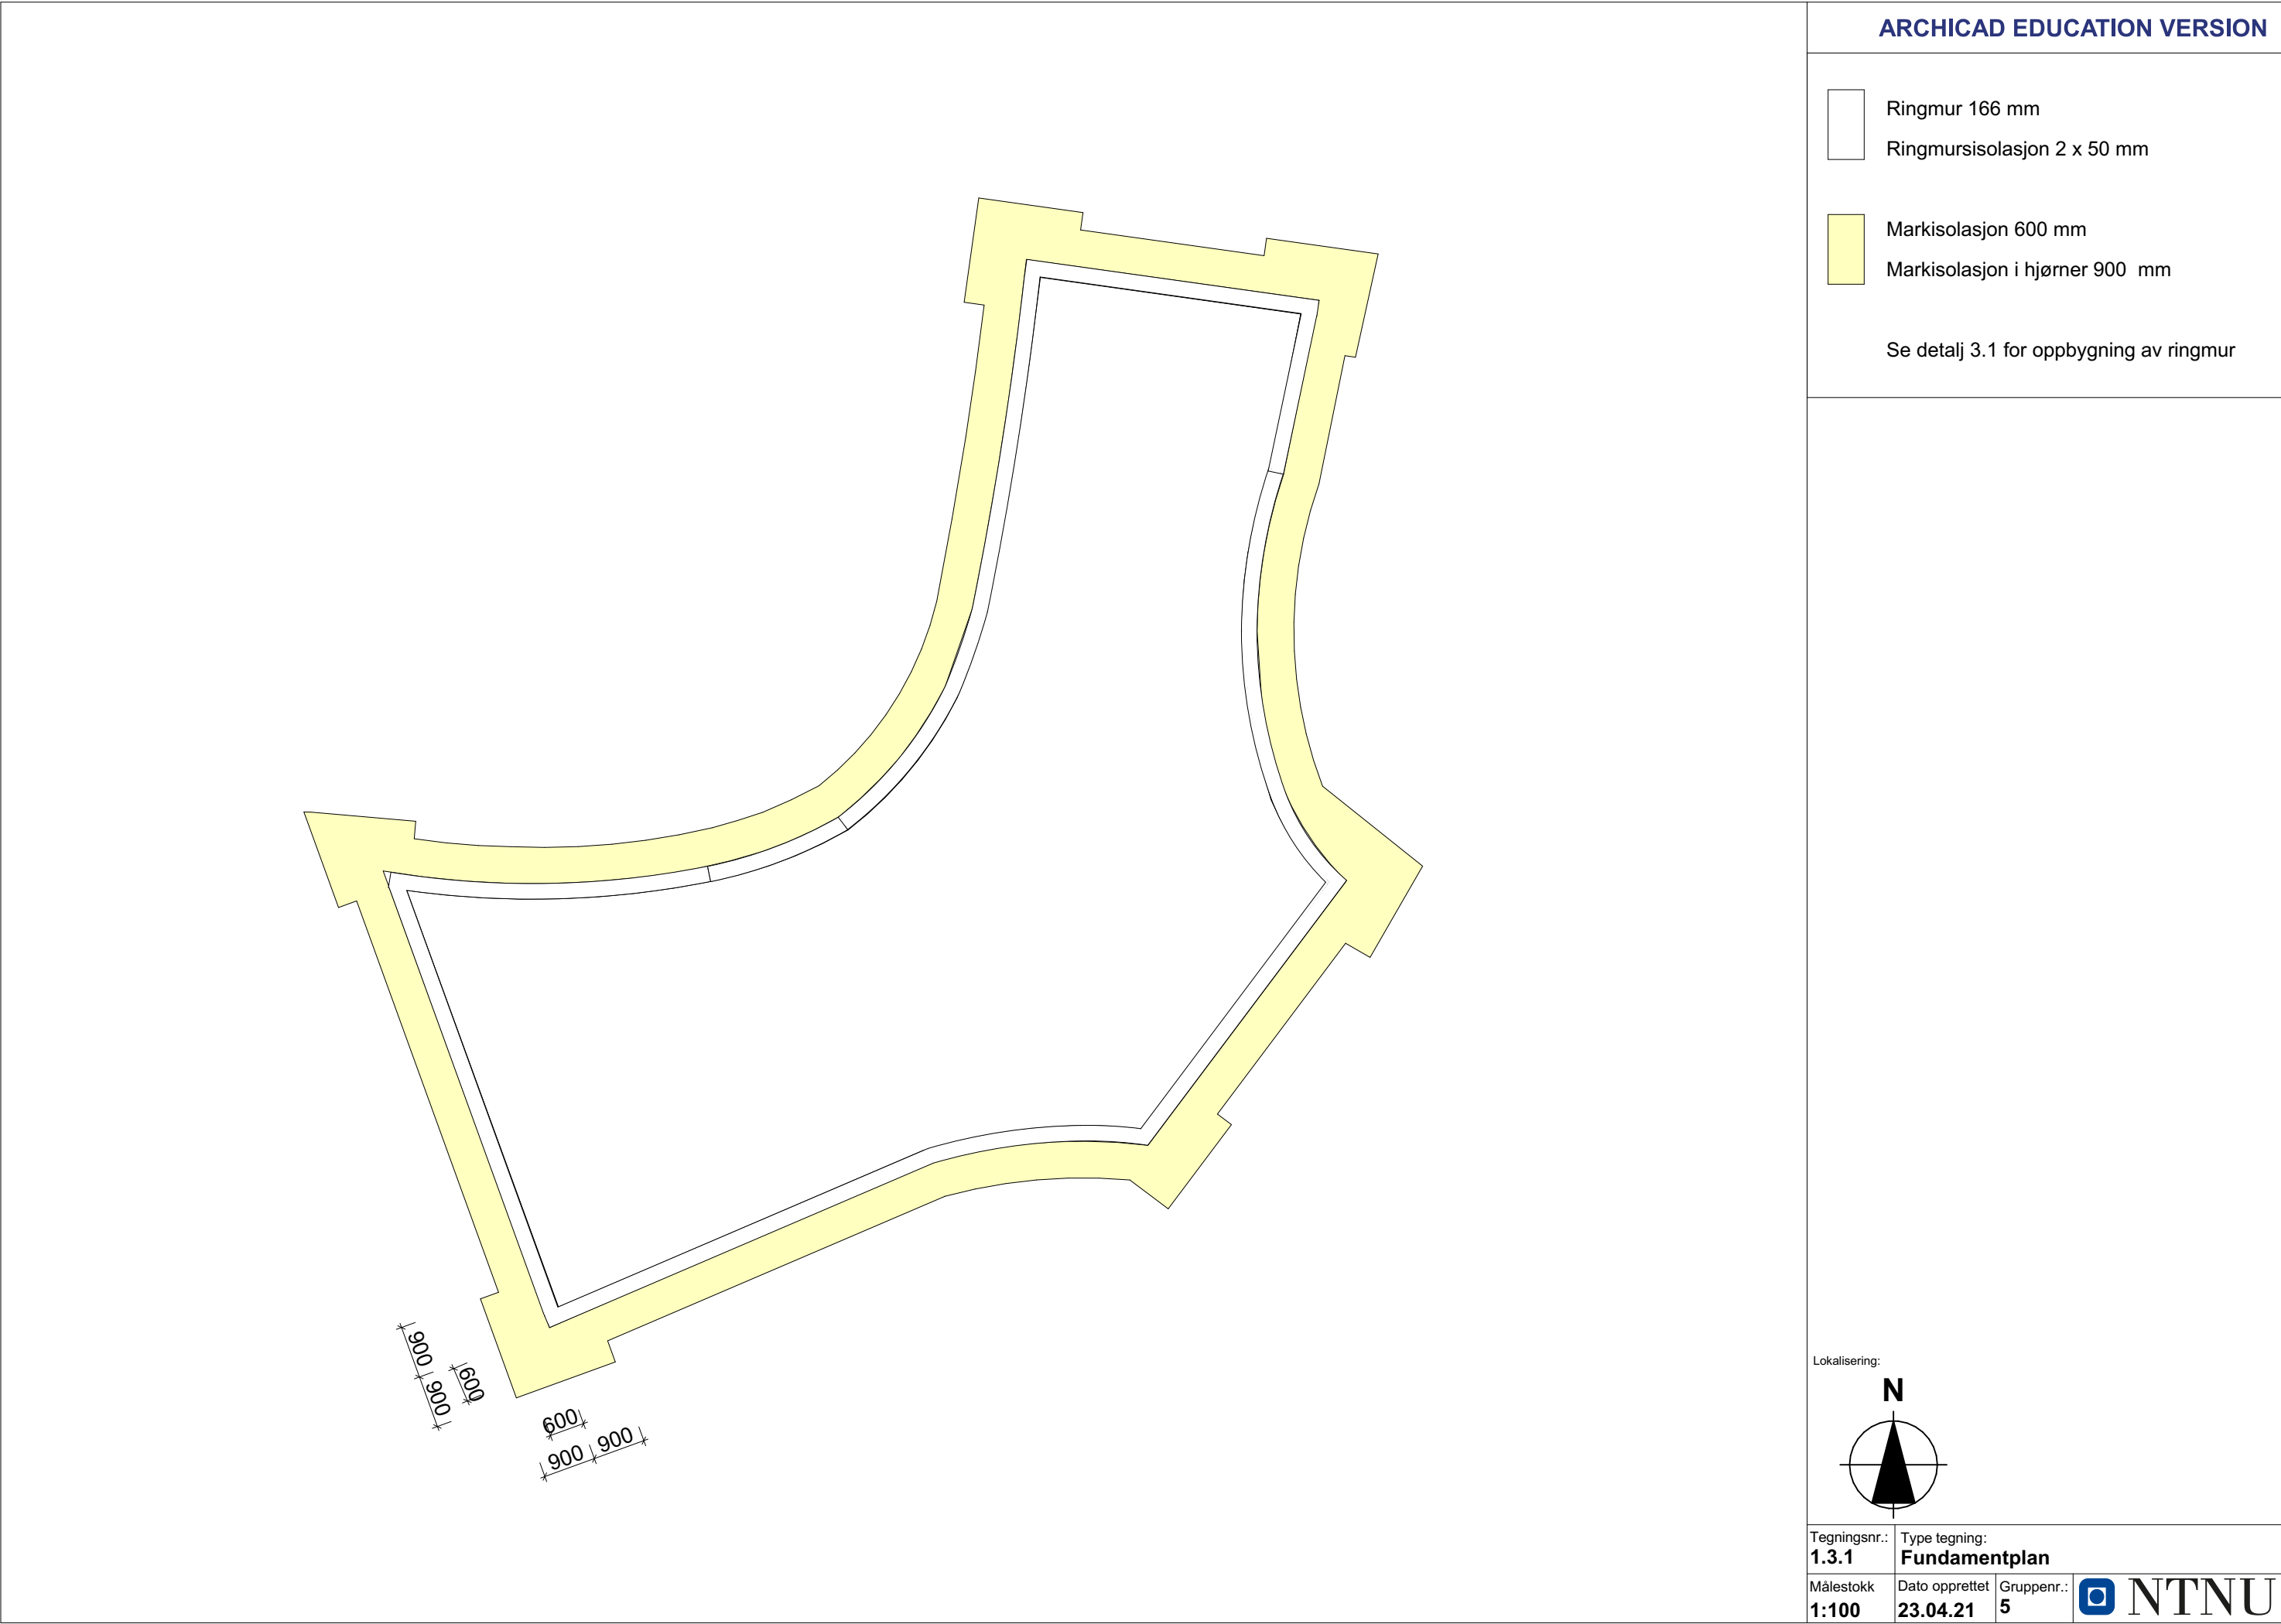 ARCHICAD EDUCATION VERSION
Ringmur 166 mm
Ringmursisolasjon 2 x 50 mm
Markisolasjon 600 mm
Markisolasjon i hjørner 900 mm
Se detalj 3.1 for oppbygning av ringmur
900
900
600
600
900
900
Lokalisering:
N
Tegningsnr.:
1.3.1
Type tegning:
Fundamentplan
Målestokk
1:100
Dato opprettet
23.04.21
Gruppenr.:
5
NTNU